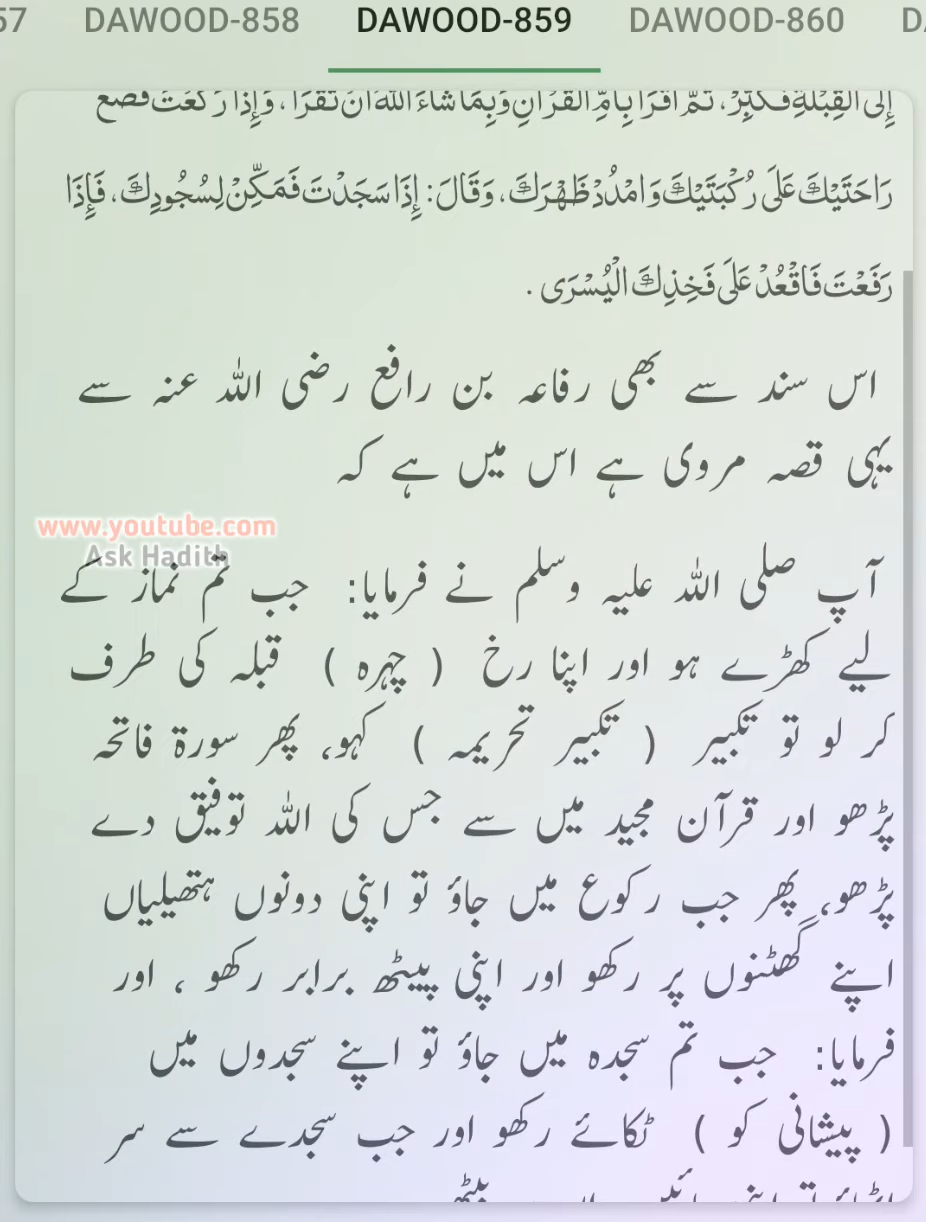 57 DAWOOD-858 DAWOOD-859 DAWOOD-860 D
إِلَى الْقِبْلَةِ فَكَبِّرْ، ثُمَّ اقْرَأْ بِأُمِّ الْقُرْآنِ وَبِمَا شَاءَ اللَّهُ أَنْ تَقْرَأَ، وَإِذَا رَكَعْتَ فَضَعْ
رَاحَتَيْكَ عَلَى رُكْبَتَيْكَ وَامْدُدْ ظَهْرَكَ، وَقَالَ: إِذَا سَجَدْتَ فَمَكِّنْ لِسُجُودِكَ، فَإِذَا
رَفَعْتَ فَاقْعُدْ عَلَى فَخِذِكَ الْيُسْرَى .
اس سند سے بھی رفاعہ بن رافع رضی اللہ عنہ سے
یہی قصہ مروی ہے اس میں ہے کہ
www.youtube.com
Ask Hadith
آپ صلی اللہ علیہ وسلم نے فرمایا: جب تم نماز کے
لیے کھڑے ہو اور اپنا رخ ( چہرہ ) قبلہ کی طرف
کر لو تو تکبیر ( تکبیر تحریمہ ) کہو، پھر سورۃ فاتحہ
پڑھو اور قرآن مجید میں سے جس کی اللہ توفیق دے
پڑھو، پھر جب رکوع میں جاؤ تو اپنی دونوں ہتھیلیاں
اپنے گھٹنوں پر رکھو اور اپنی پیٹھ برابر رکھو ، اور
فرمایا: جب تم سجدہ میں جاؤ تو اپنے سجدوں میں
( پیشانی کو ) ٹکائے رکھو اور جب سجدے سے سر